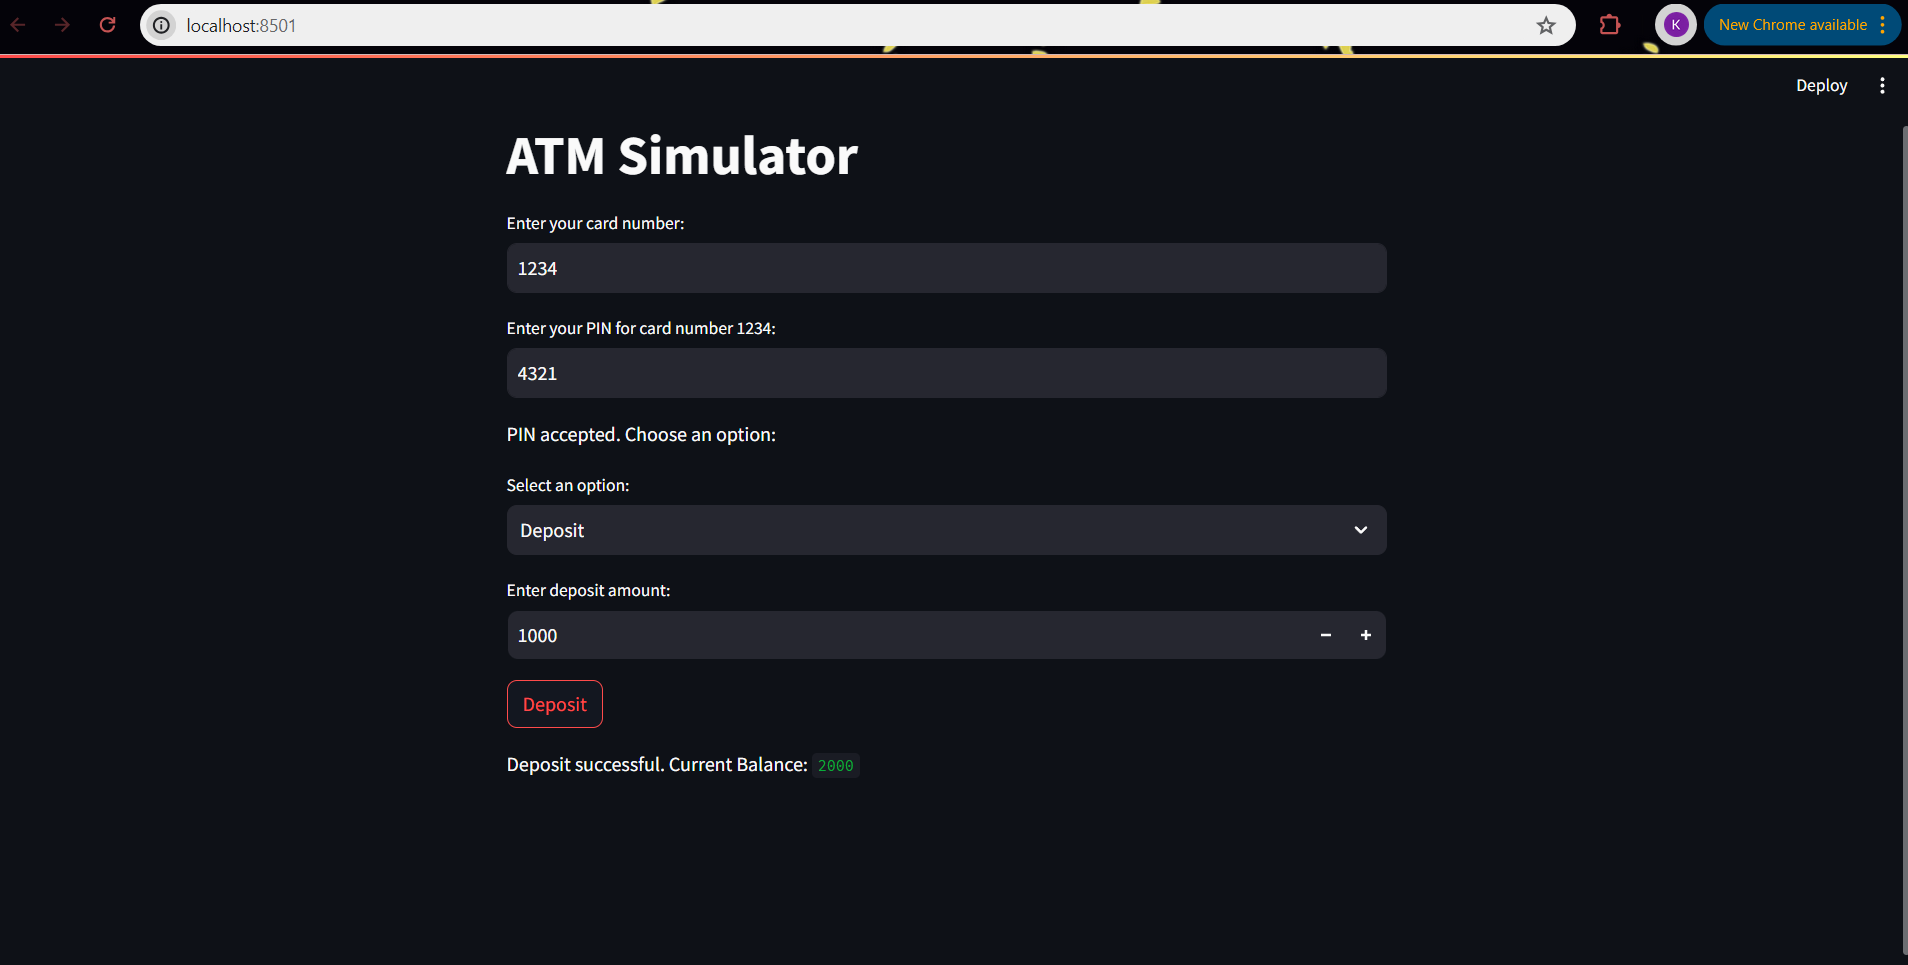 localhost:8501
K
New Chrome available
Deploy
ATM Simulator
Enter your card number:
1234
Enter your PIN for card number 1234:
4321
PIN accepted. Choose an option:
Select an option:
Deposit
Enter deposit amount:
1000
Deposit
Deposit successful. Current Balance: 2000